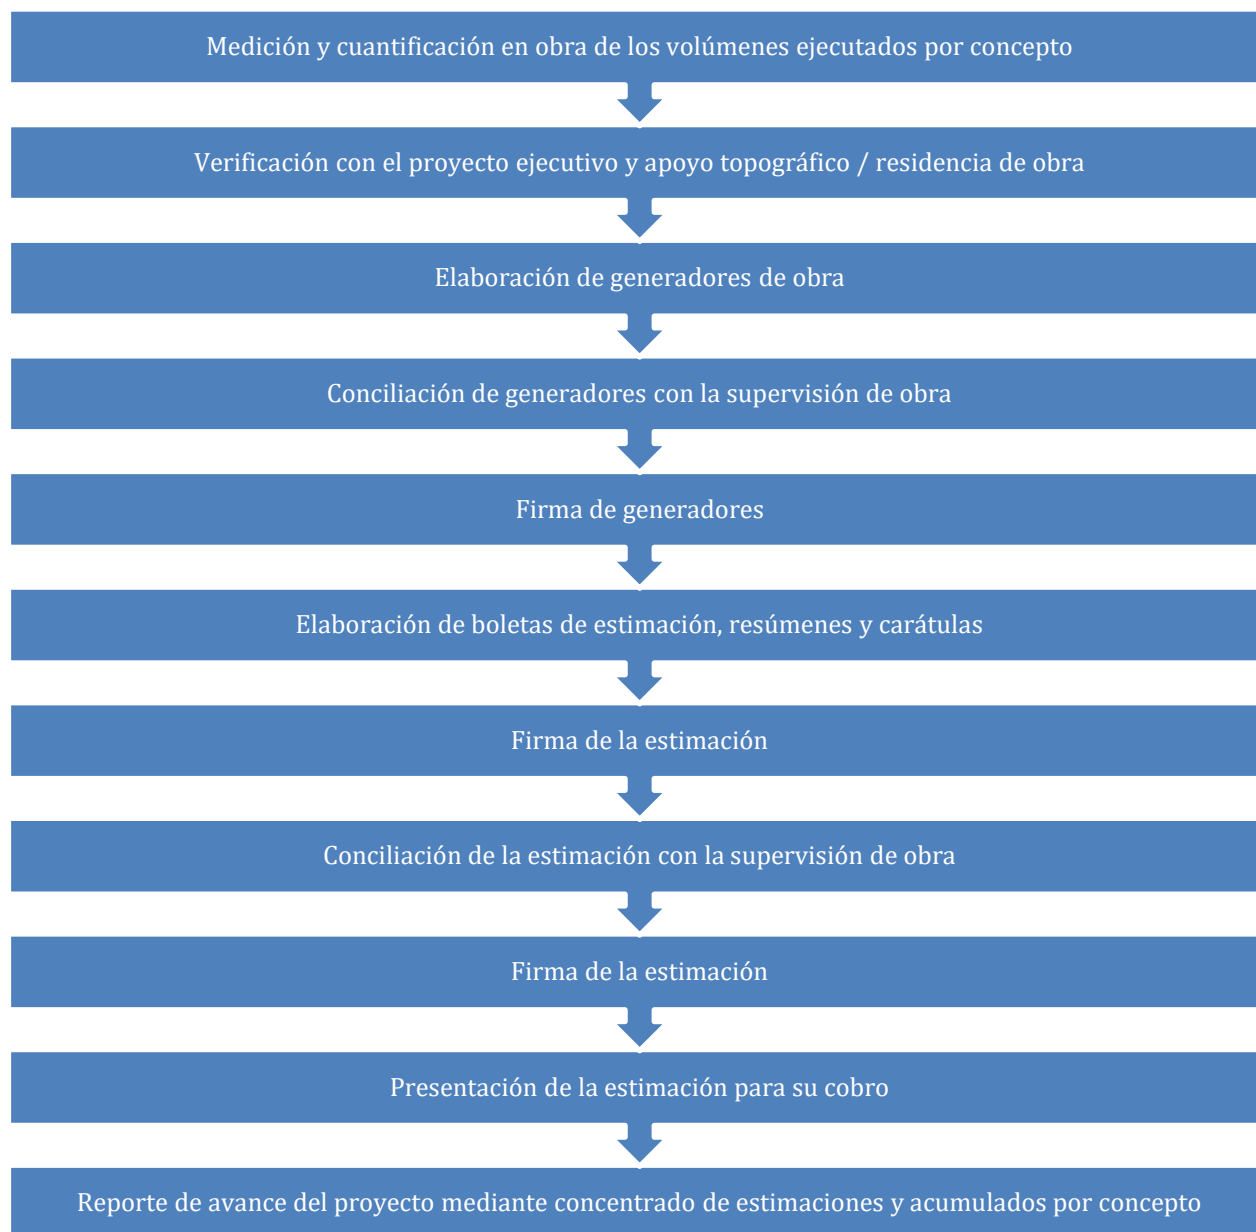 Medición y cuantificación en obra de los volúmenes ejecutados por concepto
Verificación con el proyecto ejecutivo y apoyo topográfico / residencia de obra
Elaboración de generadores de obra
Conciliación de generadores con la supervisión de obra
Firma de generadores
Elaboración de boletas de estimación, resúmenes y carátulas
Firma de la estimación
Conciliación de la estimación con la supervisión de obra
Firma de la estimación
Presentación de la estimación para su cobro
Reporte de avance del proyecto mediante concentrado de estimaciones y acumulados por concepto